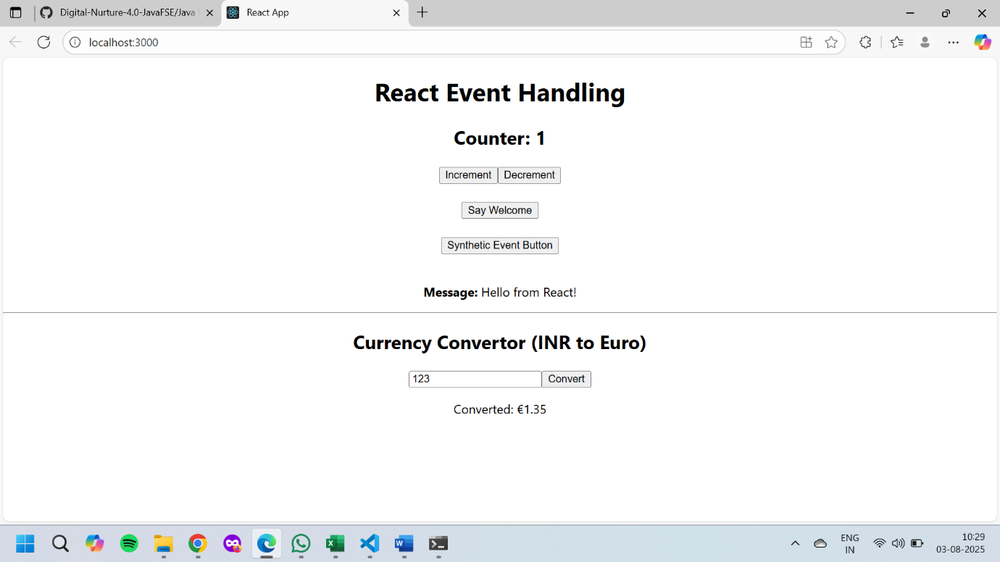 Digital-Nurture-4.0-JavaFSE/Java
React App
localhost:3000
React Event Handling
Counter: 1
Increment Decrement
Say Welcome
Synthetic Event Button
Message: Hello from React!
Currency Convertor (INR to Euro)
123 Convert
Converted: €1.35
ENG
IN
10:29
03-08-2025